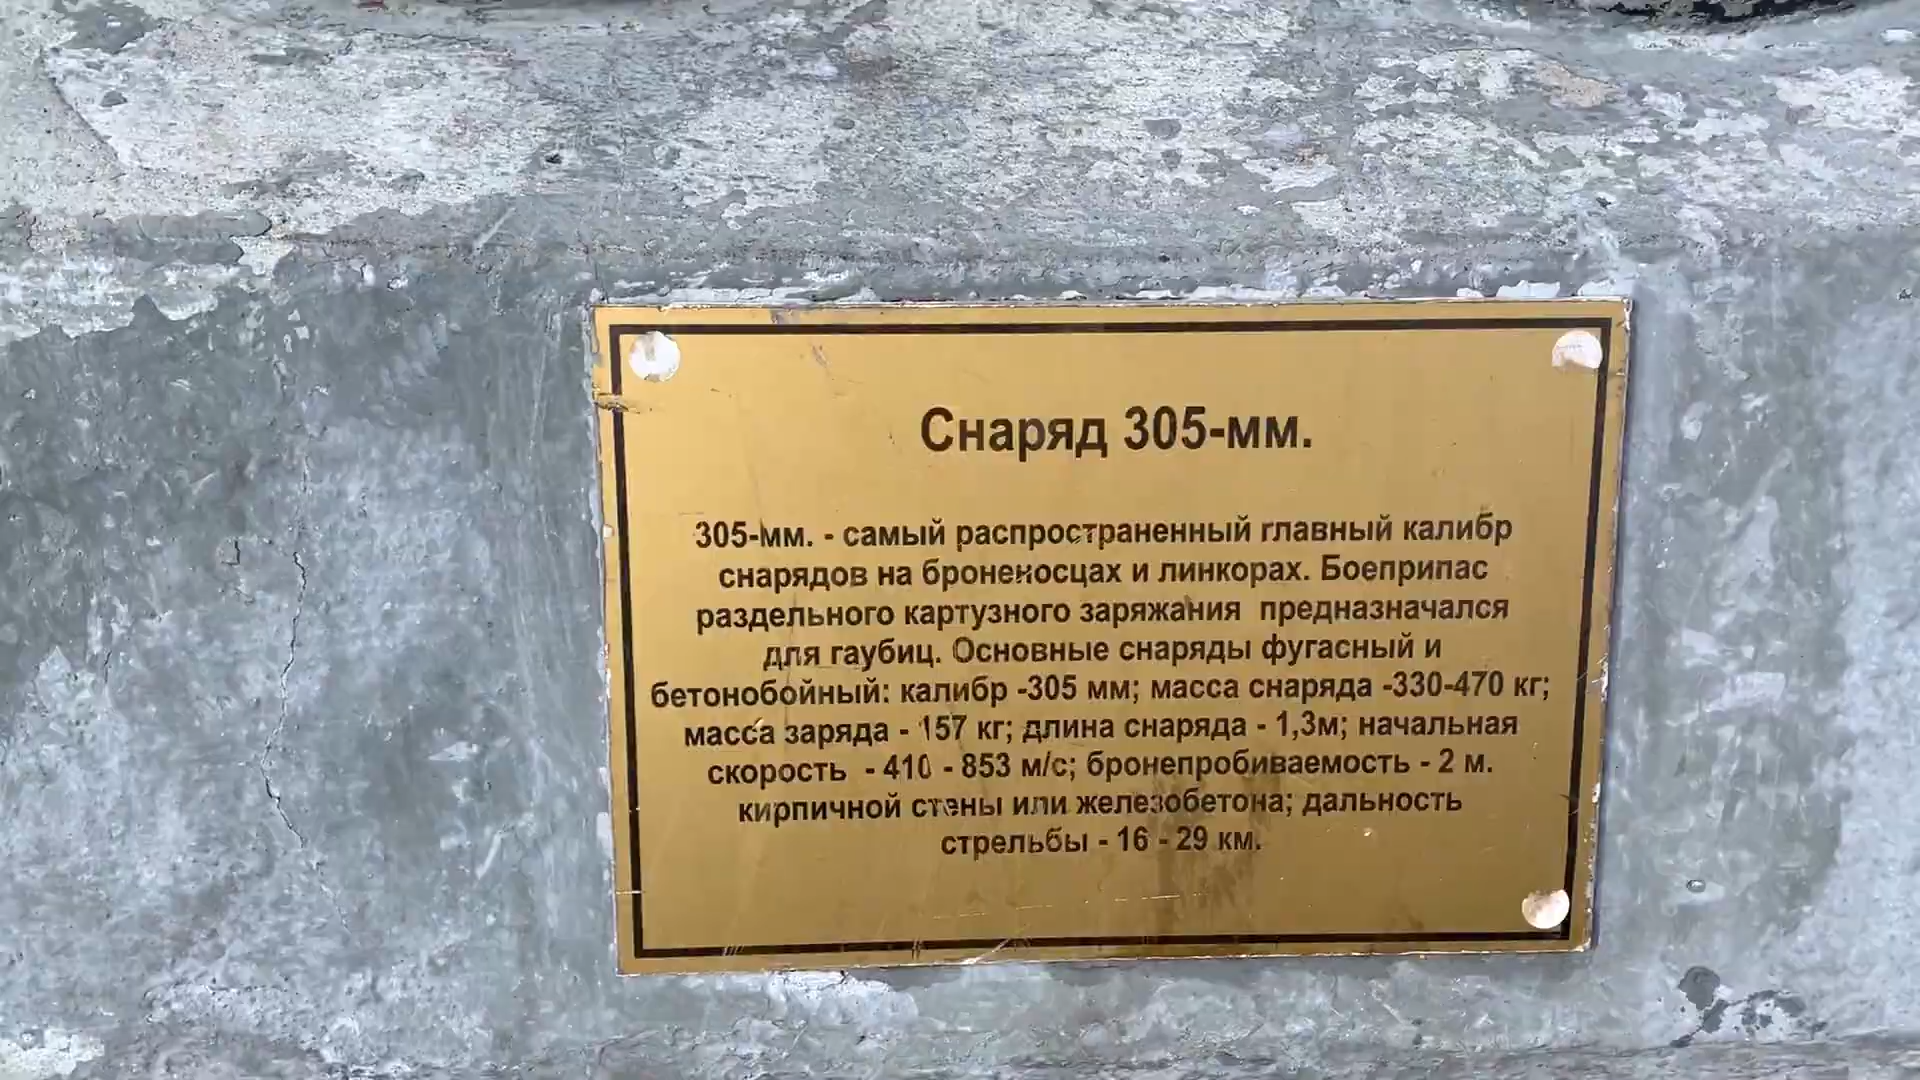 Снаряд 305-мм.
305-мм. - самый распространенный главный калибр
снарядов на броненосцах и линкорах. Боеприпас
раздельного картузного заряжания предназначался
для гаубиц. Основные снаряды фугасный и
бетонобойный: калибр -305 мм; масса снаряда -330-470 кг;
масса заряда - 157 кг; длина снаряда - 1,3м; начальная
скорость - 410 - 853 м/с; бронепробиваемость - 2 м.
кирпичной стены или железобетона; дальность
стрельбы - 16 - 29 км.